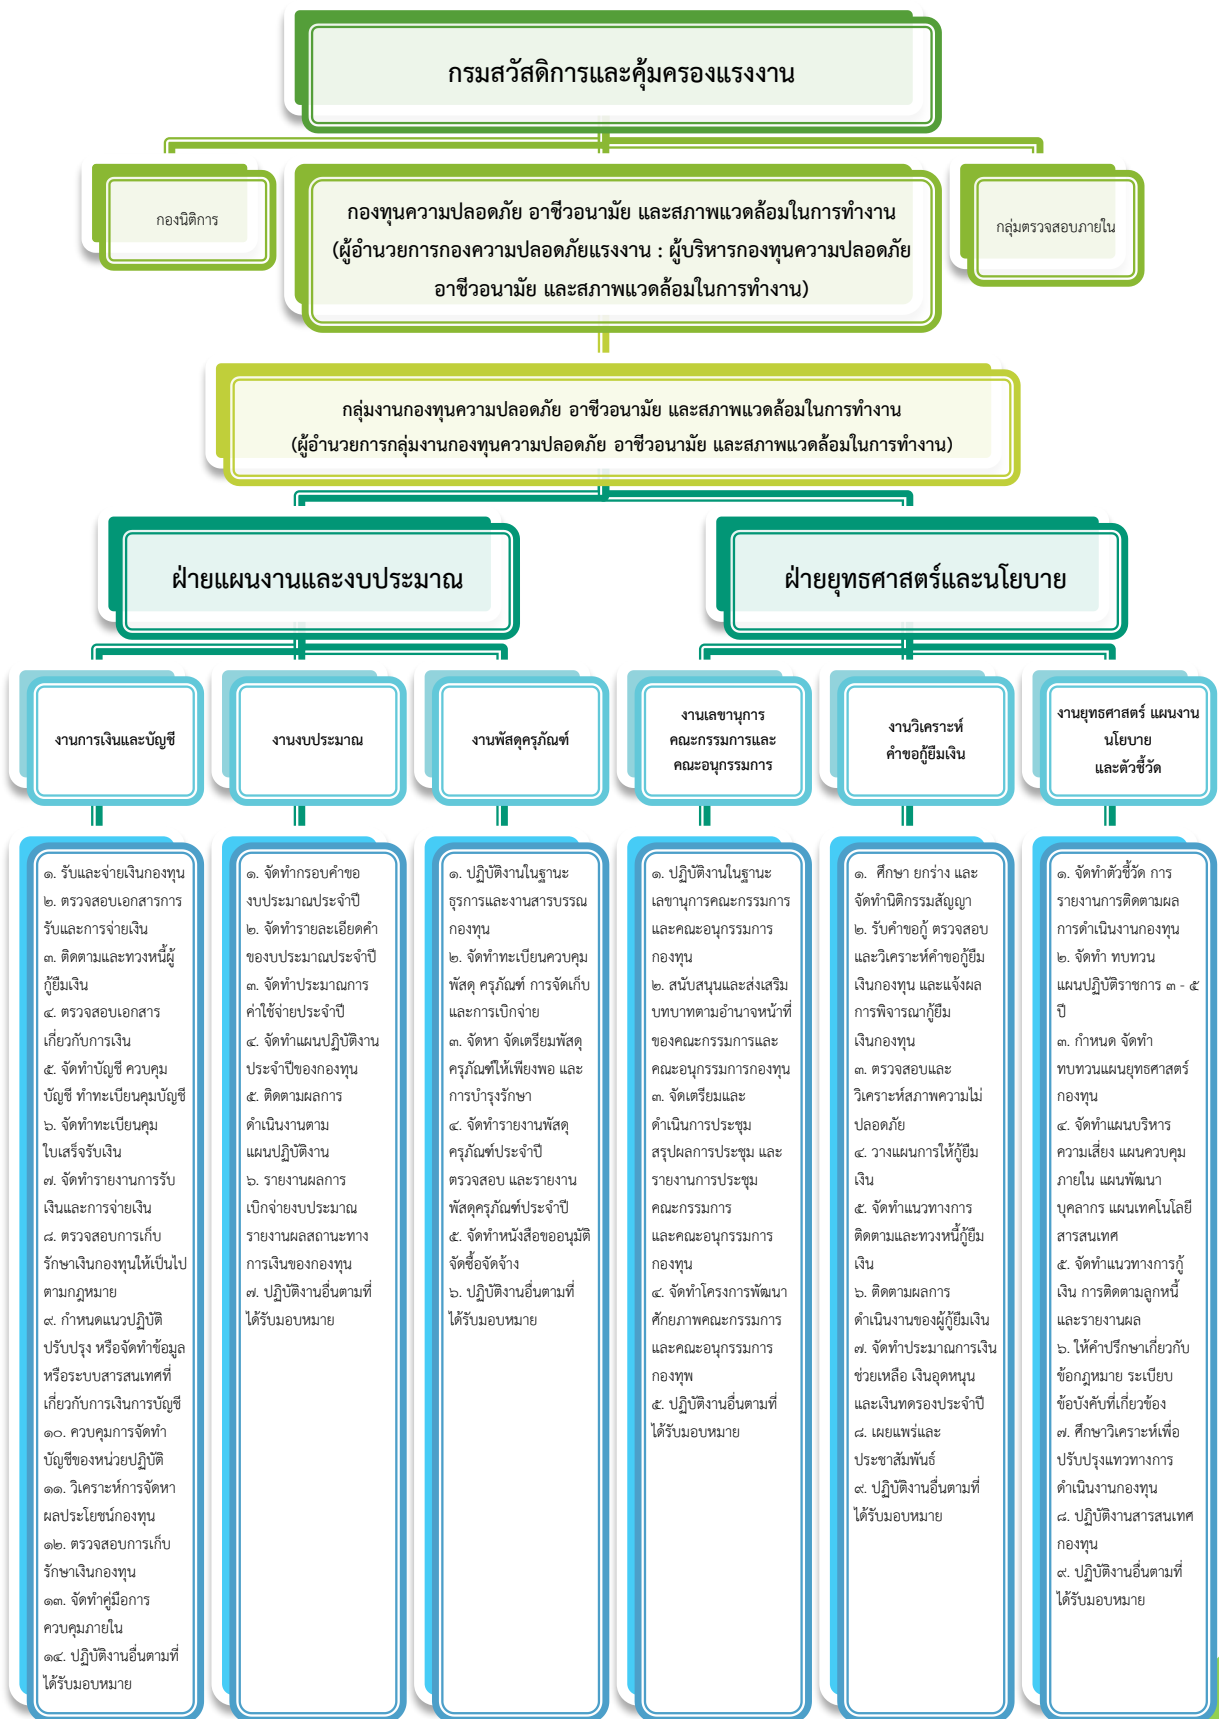 กรมสวัสดิการและคุ้มครองแรงงาน
กองนิติการ
กองทุนความปลอดภัย อาชีวอนามัย และสภาพแวดล้อมในการทำงาน
(ผู้อำนวยการกองความปลอดภัยแรงงาน : ผู้บริหารกองทุนความปลอดภัย
อาชีวอนามัย และสภาพแวดล้อมในการทำงาน)
กลุ่มตรวจสอบภายใน
กลุ่มงานกองทุนความปลอดภัย อาชีวอนามัย และสภาพแวดล้อมในการทำงาน
(ผู้อำนวยการกลุ่มงานกองทุนความปลอดภัย อาชีวอนามัย และสภาพแวดล้อมในการทำงาน)
ฝ่ายแผนงานและงบประมาณ
ฝ่ายยุทธศาสตร์และนโยบาย
งานการเงินและบัญชี
งานงบประมาณ
งานพัสดุครุภัณฑ์
งานเลขานุการ
คณะกรรมการและ
คณะอนุกรรมการ
งานวิเคราะห์
คำขอกู้ยืมเงิน
งานยุทธศาสตร์ แผนงาน
นโยบาย
และตัวชี้วัด
๑. รับและจ่ายเงินกองทุน
๒. ตรวจสอบเอกสารการ
รับและการจ่ายเงิน
๓. ติดตามและทวงหนี้ผู้
กู้ยืมเงิน
๔. ตรวจสอบเอกสาร
เกี่ยวกับการเงิน
๕. จัดทำบัญชี ควบคุม
บัญชี ทำทะเบียนคุมบัญชี
๖. จัดทำทะเบียนคุม
ใบเสร็จรับเงิน
๗. จัดทำรายงานการรับ
เงินและการจ่ายเงิน
๘. ตรวจสอบการเก็บ
รักษาเงินกองทุนให้เป็นไป
ตามกฎหมาย
๙. กำหนดแนวปฏิบัติ
ปรับปรุง หรือจัดทำข้อมูล
หรือระบบสารสนเทศที่
เกี่ยวกับการเงินการบัญชี
๑๐. ควบคุมการจัดทำ
บัญชีของหน่วยปฏิบัติ
๑๑. วิเคราะห์การจัดหา
ผลประโยชน์กองทุน
๑๒. ตรวจสอบการเก็บ
รักษาเงินกองทุน
๑๓. จัดทำคู่มือการ
ควบคุมภายใน
๑๔. ปฏิบัติงานอื่นตามที่
ได้รับมอบหมาย
๑. จัดทำกรอบคำขอ
งบประมาณประจำปี
๒. จัดทำรายละเอียดคำ
ของบประมาณประจำปี
๓. จัดทำประมาณการ
ค่าใช้จ่ายประจำปี
๔. จัดทำแผนปฏิบัติงาน
ประจำปีของกองทุน
๕. ติดตามผลการ
ดำเนินงานตาม
แผนปฏิบัติงาน
๖. รายงานผลการ
เบิกจ่ายงบประมาณ
รายงานผลสถานะทาง
การเงินของกองทุน
๗. ปฏิบัติงานอื่นตามที่
ได้รับมอบหมาย
๑. ปฏิบัติงานในฐานะ
ธุรการและงานสารบรรณ
กองทุน
๒. จัดทำทะเบียนควบคุม
พัสดุ ครุภัณฑ์ การจัดเก็บ
และการเบิกจ่าย
๓. จัดหา จัดเตรียมพัสดุ
ครุภัณฑ์ให้เพียงพอ และ
การบำรุงรักษา
๔. จัดทำรายงานพัสดุ
ครุภัณฑ์ประจำปี
ตรวจสอบ และรายงาน
พัสดุครุภัณฑ์ประจำปี
๕. จัดทำหนังสือขออนุมัติ
จัดซื้อจัดจ้าง
๖. ปฏิบัติงานอื่นตามที่
ได้รับมอบหมาย
๑. ปฏิบัติงานในฐานะ
เลขานุการคณะกรรมการ
และคณะอนุกรรมการ
กองทุน
๒. สนับสนุนและส่งเสริม
บทบาทตามอำนาจหน้าที่
ของคณะกรรมการและ
คณะอนุกรรมการกองทุน
๓. จัดเตรียมและ
ดำเนินการประชุม
สรุปผลการประชุม และ
รายงานการประชุม
คณะกรรมการ
และคณะอนุกรรมการ
กองทุน
๔. จัดทำโครงการพัฒนา
ศักยภาพคณะกรรมการ
และคณะอนุกรรมการ
กองทุพ
๕. ปฏิบัติงานอื่นตามที่
ได้รับมอบหมาย
๑. ศึกษา ยกร่าง และ
จัดทำนิติกรรมสัญญา
๒. รับคำขอกู้ ตรวจสอบ
และวิเคราะห์คำขอกู้ยืม
เงินกองทุน และแจ้งผล
การพิจารณากู้ยืม
เงินกองทุน
๓. ตรวจสอบและ
วิเคราะห์สภาพความไม่
ปลอดภัย
๔. วางแผนการให้กู้ยืม
เงิน
๕. จัดทำแนวทางการ
ติดตามและทวงหนี้กู้ยืม
เงิน
๖. ติดตามผลการ
ดำเนินงานของผู้กู้ยืมเงิน
๗. จัดทำประมาณการเงิน
ช่วยเหลือ เงินอุดหนุน
และเงินทดรองประจำปี
๘. เผยแพร่และ
ประชาสัมพันธ์
๙. ปฏิบัติงานอื่นตามที่
ได้รับมอบหมาย
๑. จัดทำตัวชี้วัด การ
รายงานการติดตามผล
การดำเนินงานกองทุน
๒. จัดทำ ทบทวน
แผนปฏิบัติราชการ ๓ - ๕
ปี
๓. กำหนด จัดทำ
ทบทวนแผนยุทธศาสตร์
กองทุน
๔. จัดทำแผนบริหาร
ความเสี่ยง แผนควบคุม
ภายใน แผนพัฒนา
บุคลากร แผนเทคโนโลยี
สารสนเทศ
๕. จัดทำแนวทางการกู้
เงิน การติดตามลูกหนี้
และรายงานผล
๖. ให้คำปรึกษาเกี่ยวกับ
ข้อกฎหมาย ระเบียบ
ข้อบังคับที่เกี่ยวข้อง
๗. ศึกษาวิเคราะห์เพื่อ
ปรับปรุงแทวทางการ
ดำเนินงานกองทุน
๘. ปฏิบัติงานสารสนเทศ
กองทุน
๙. ปฏิบัติงานอื่นตามที่
ได้รับมอบหมาย